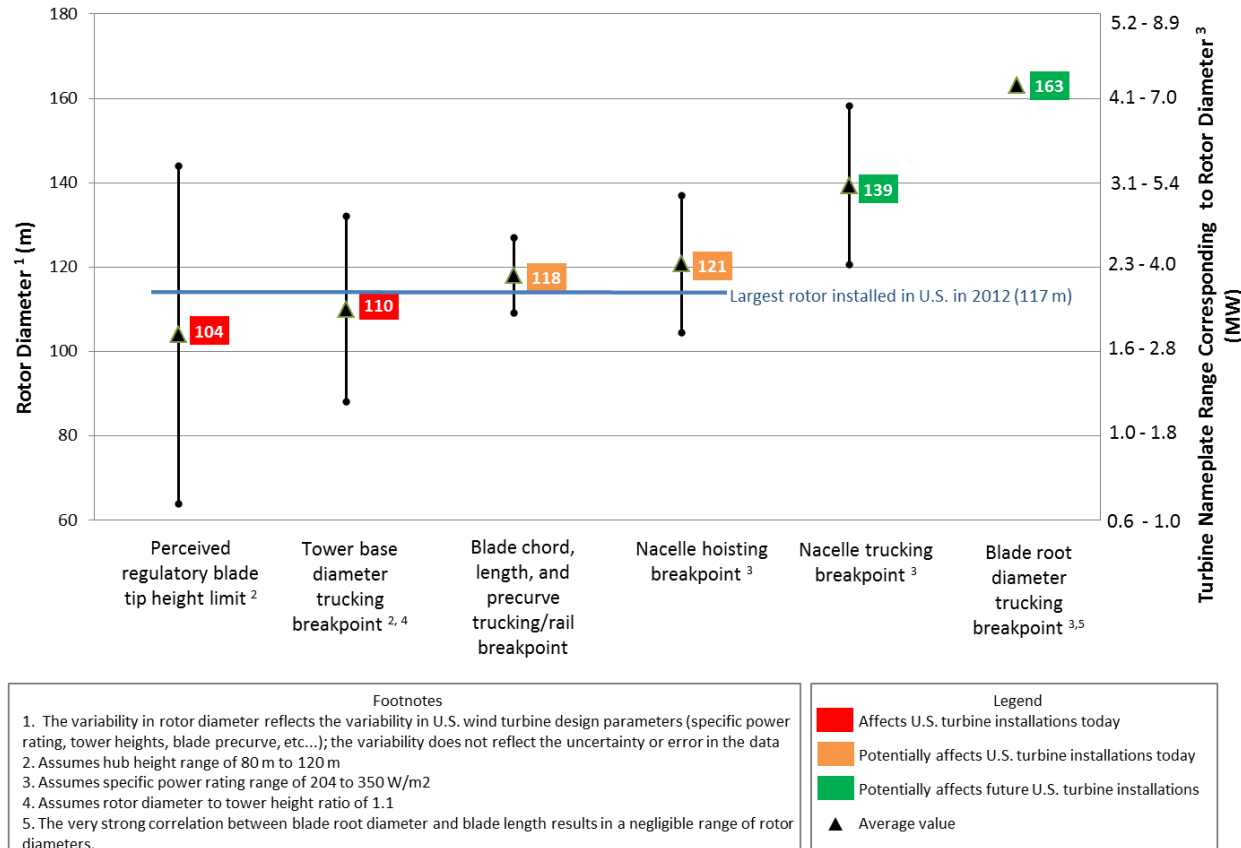 180
160
140
120
100
80
60
Rotor Diameter ¹ (m)
104
110
118
121
139
163
Largest rotor installed in U.S. in 2012 (117 m)
5.2 - 8.9
4.1 - 7.0
3.1 - 5.4
2.3 - 4.0
1.6 - 2.8
1.0 - 1.8
0.6 - 1.0
Turbine Nameplate Range Corresponding to Rotor Diameter ³
(MW)
Perceived
regulatory blade
tip height limit ²
Tower base
diameter
trucking
breakpoint ²˒ ⁴
Blade chord,
length, and
precurve
trucking/rail
breakpoint
Nacelle hoisting
breakpoint ³
Nacelle trucking
breakpoint ³
Blade root
diameter
trucking
breakpoint ³˒⁵
Footnotes
1. The variability in rotor diameter reflects the variability in U.S. wind turbine design parameters (specific power
rating, tower heights, blade precurve, etc...); the variability does not reflect the uncertainty or error in the data
2. Assumes hub height range of 80 m to 120 m
3. Assumes specific power rating range of 204 to 350 W/m2
4. Assumes rotor diameter to tower height ratio of 1.1
5. The very strong correlation between blade root diameter and blade length results in a negligible range of rotor
diameters.
Legend
Affects U.S. turbine installations today
Potentially affects U.S. turbine installations today
Potentially affects future U.S. turbine installations
Average value